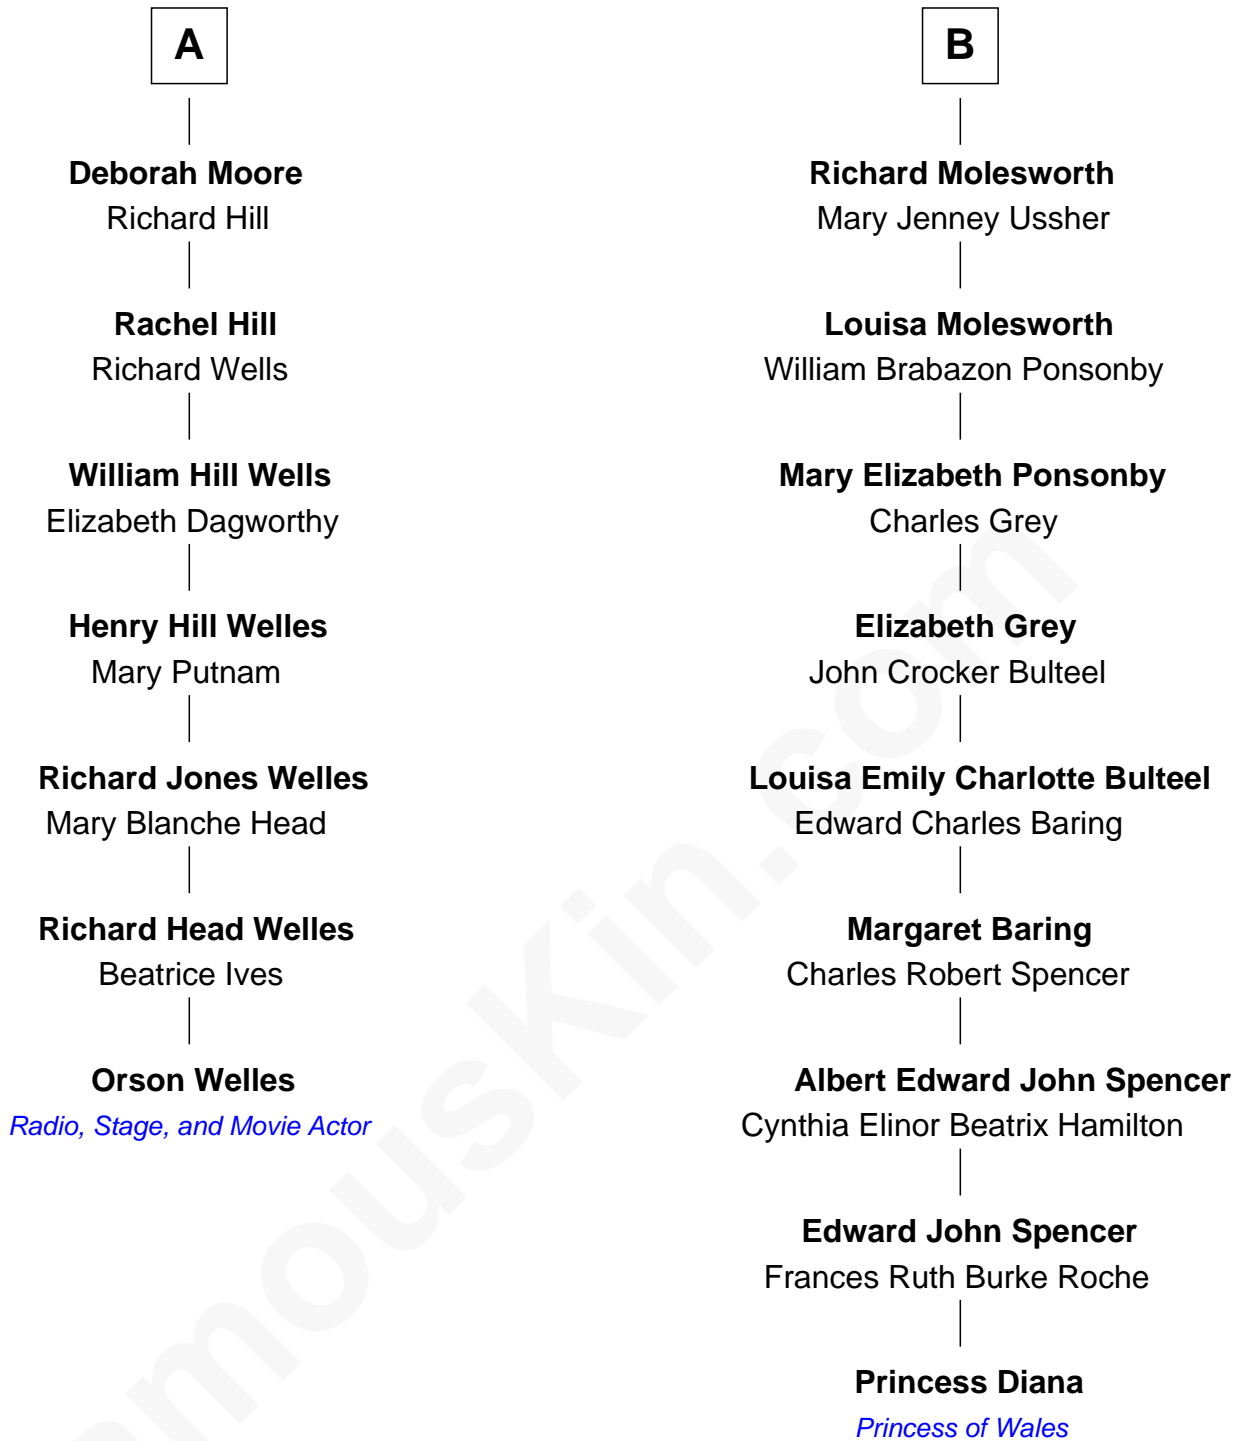 A
Deborah Moore
Richard Hill
Rachel Hill
Richard Wells
William Hill Wells
Elizabeth Dagworthy
Henry Hill Welles
Mary Putnam
Richard Jones Welles
Mary Blanche Head
Richard Head Welles
Beatrice Ives
Orson Welles
Radio, Stage, and Movie Actor
B
Richard Molesworth
Mary Jenney Ussher
Louisa Molesworth
William Brabazon Ponsonby
Mary Elizabeth Ponsonby
Charles Grey
Elizabeth Grey
John Crocker Bulteel
Louisa Emily Charlotte Bulteel
Edward Charles Baring
Margaret Baring
Charles Robert Spencer
Albert Edward John Spencer
Cynthia Elinor Beatrix Hamilton
Edward John Spencer
Frances Ruth Burke Roche
Princess Diana
Princess of Wales
amouskin.com